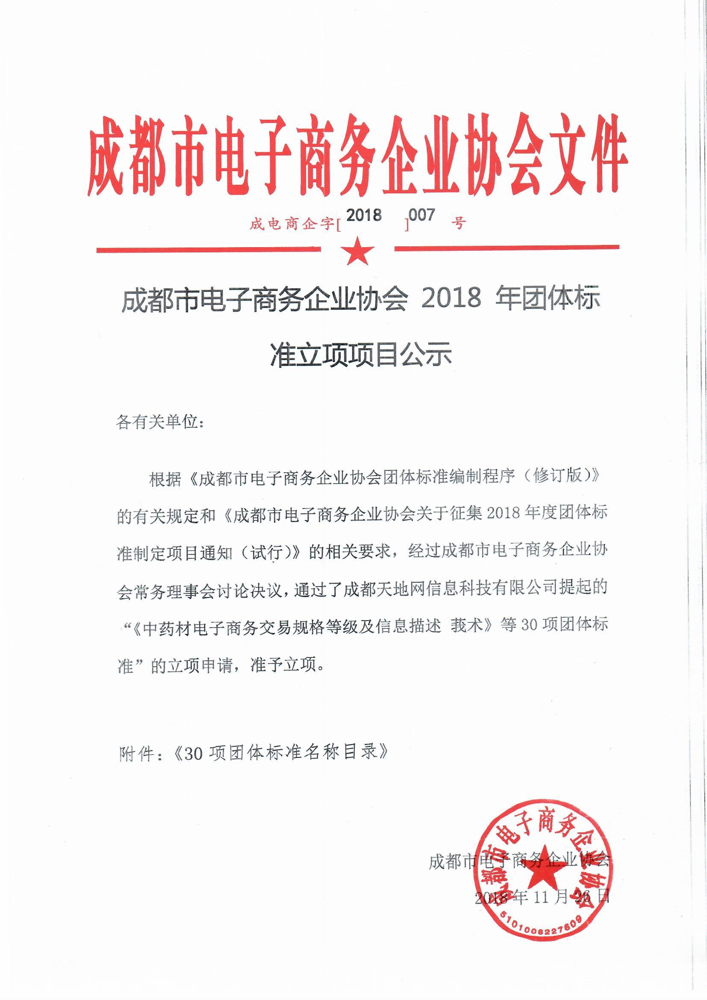 成都市电子商务企业协会文件
成电商企字[2018]007 号
成都市电子商务企业协会 2018 年团体标
准立项项目公示
各有关单位：
根据《成都市电子商务企业协会团体标准编制程序（修订版）》
的有关规定和《成都市电子商务企业协会关于征集 2018 年度团体标
准制定项目通知（试行）》的相关要求，经过成都市电子商务企业协
会常务理事会讨论决议，通过了成都天地网信息科技有限公司提起的
“《中药材电子商务交易规格等级及信息描述 莪术》等 30 项团体标
准”的立项申请，准予立项。
附件：《30 项团体标准名称目录》
成都市电子商务企业协会
2018 年 11 月 26 日
成都市电子商务企业协会
5101008227609